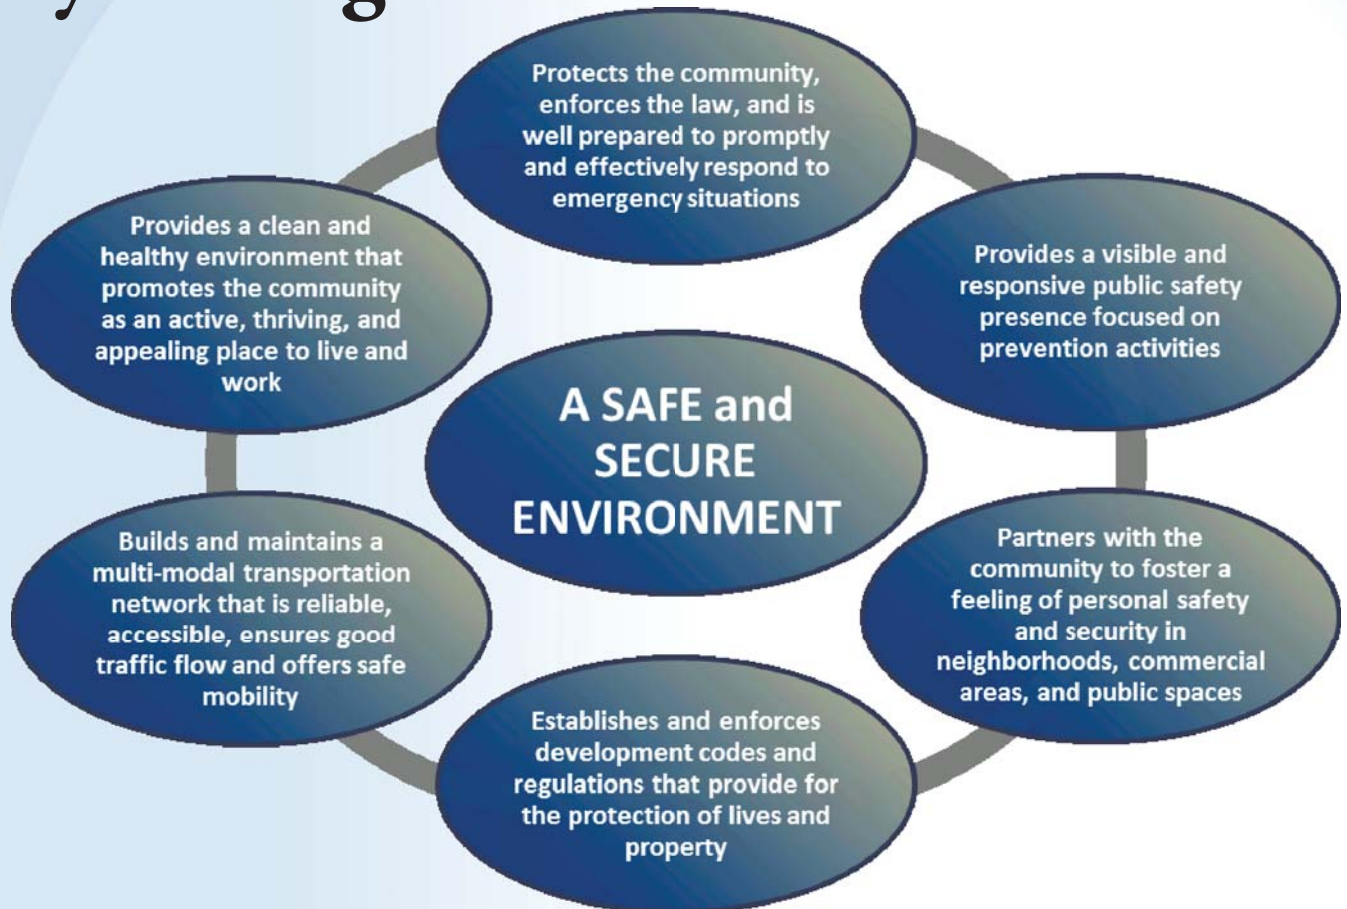 Protects the community,
enforces the law, and is
well prepared to promptly
and effectively respond to
emergency situations
Provides a visible and
responsive public safety
presence focused on
prevention activities
Partners with the
community to foster a
feeling of personal safety
and security in
neighborhoods, commercial
areas, and public spaces
Establishes and enforces
development codes and
regulations that provide for
the protection of lives and
property
Builds and maintains a
multi-modal transportation
network that is reliable,
accessible, ensures good
traffic flow and offers safe
mobility
Provides a clean and
healthy environment that
promotes the community
as an active, thriving, and
appealing place to live and
work
A SAFE and
SECURE
ENVIRONMENT